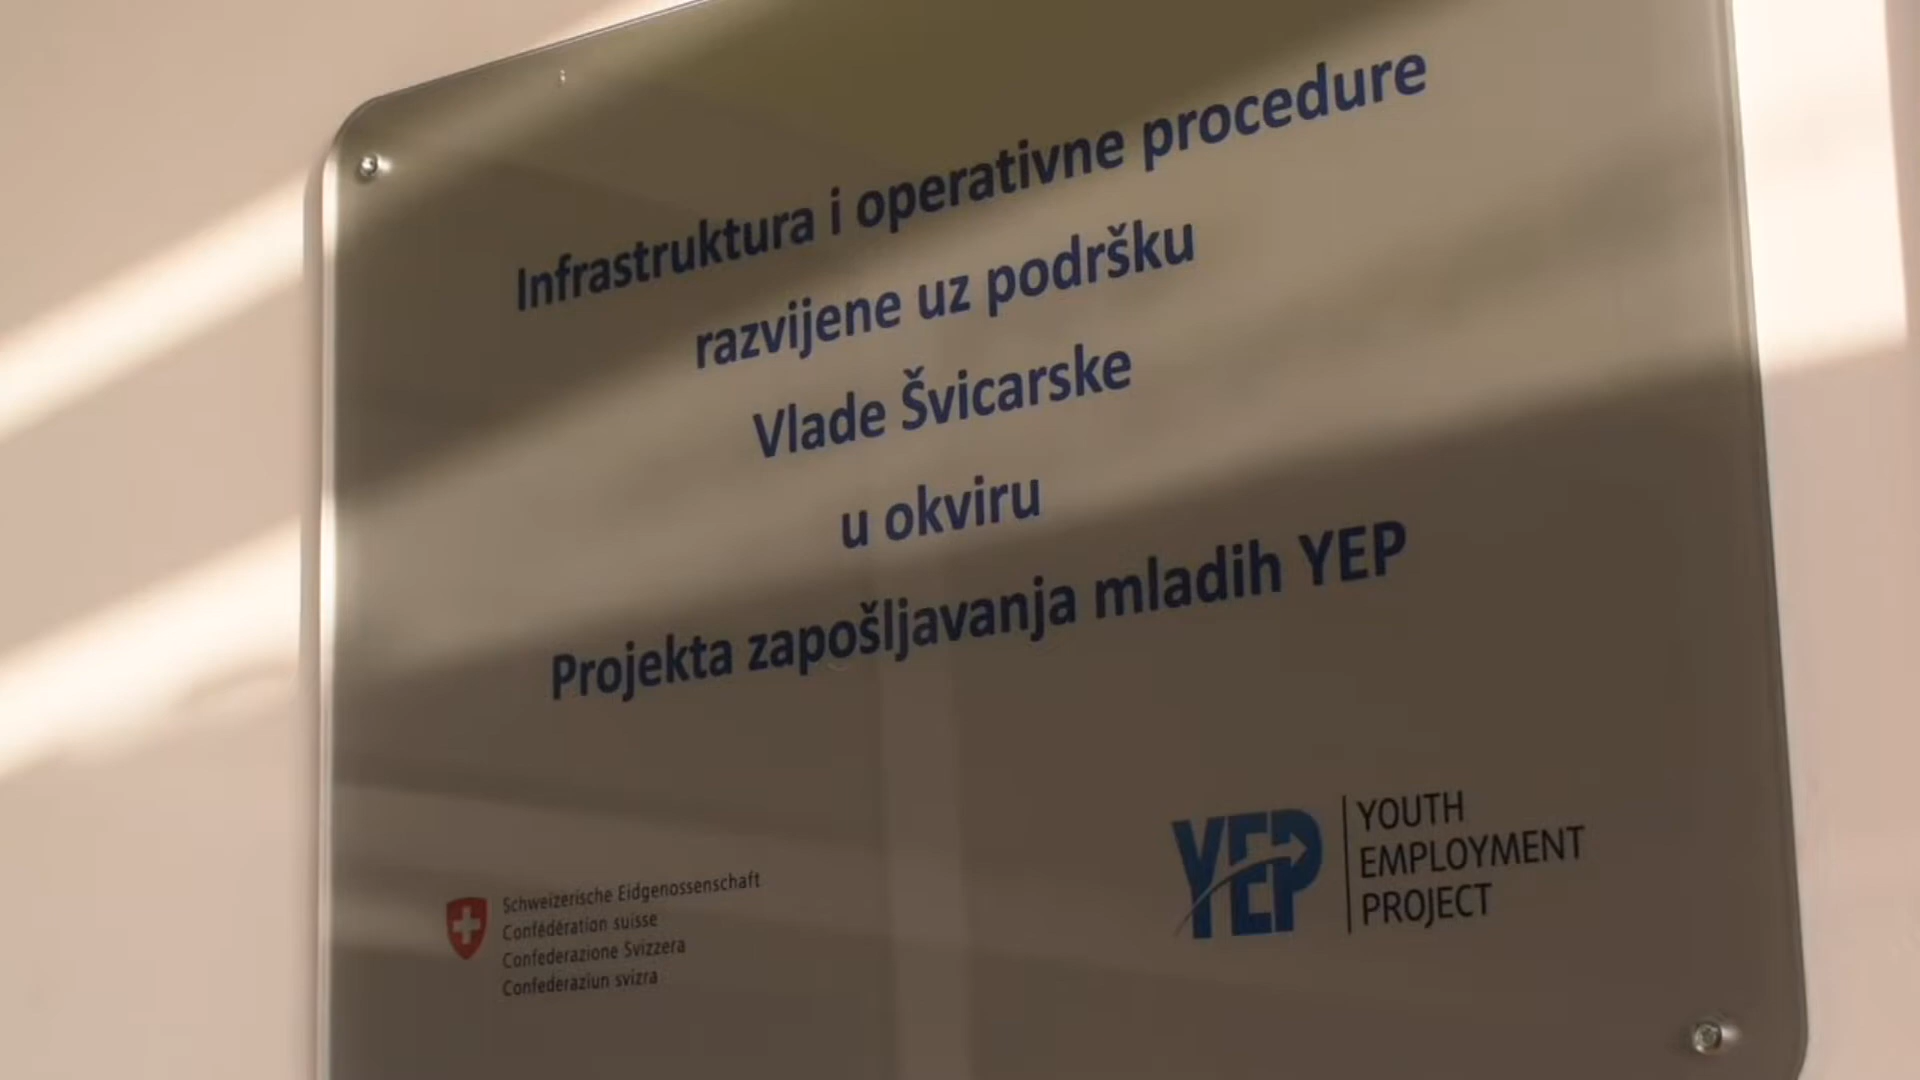 Infrastruktura i operativne procedure
razvijene uz podršku
Vlade Švicarske
u okviru
Projekta zapošljavanja mladih YEP
Schweizerische Eidgenossenschaft
Confédération suisse
Confederazione Svizzera
Confederaziun svizra
YEP
YOUTH
EMPLOYMENT
PROJECT